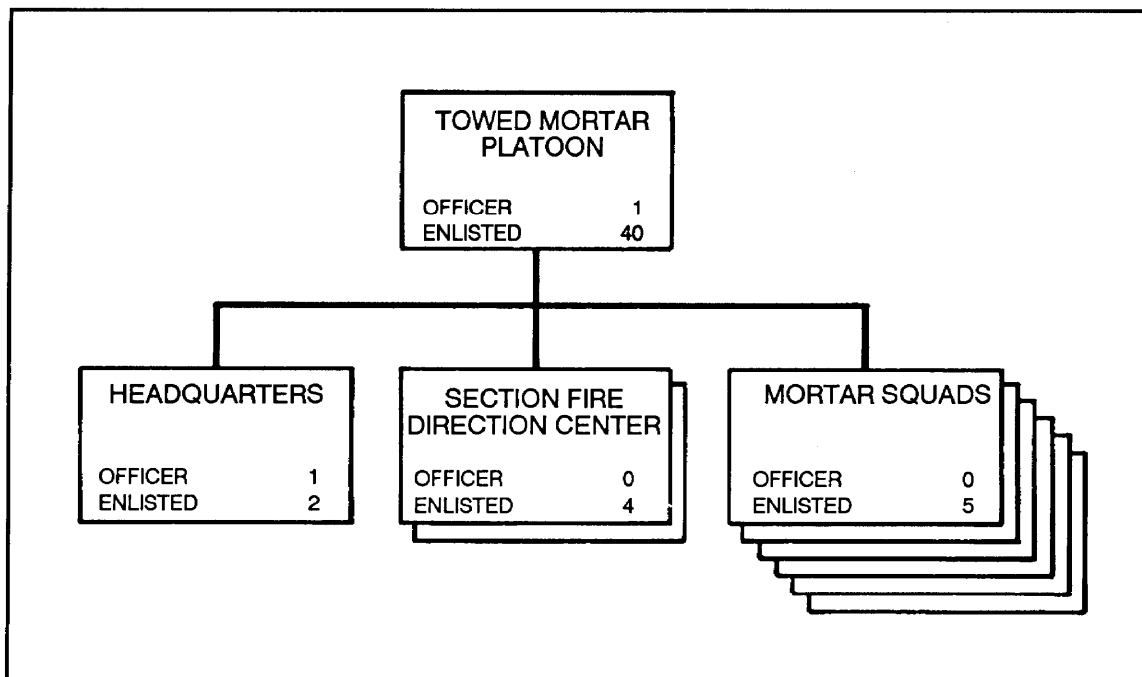 TOWED MORTAR
PLATOON
OFFICER 1
ENLISTED 40
HEADQUARTERS
OFFICER 1
ENLISTED 2
SECTION FIRE
DIRECTION CENTER
OFFICER 0
ENLISTED 4
MORTAR SQUADS
OFFICER 0
ENLISTED 5